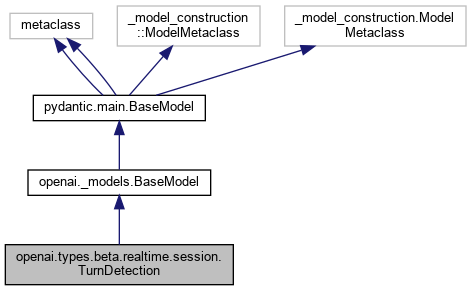 metaclass
_model_construction
::ModelMetaclass
_model_construction.Model
Metaclass
pydantic.main.BaseModel
openai._models.BaseModel
openai.types.beta.realtime.session.
TurnDetection